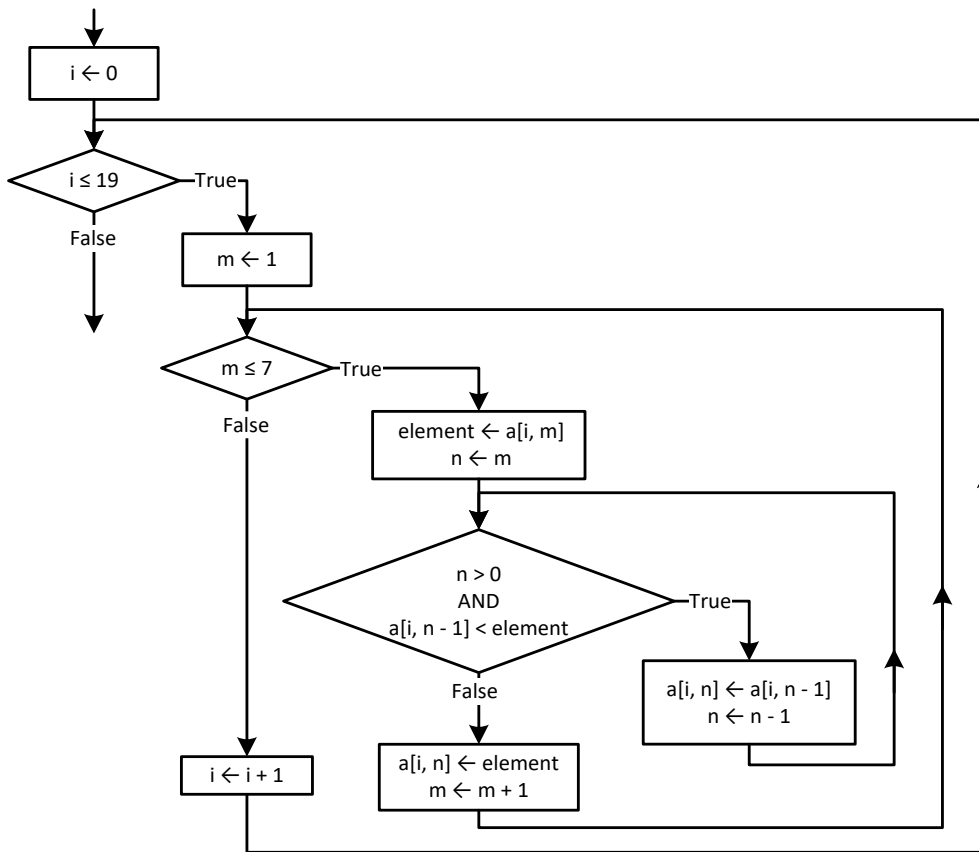 i ← 0
i ≤ 19
True
False
m ← 1
m ≤ 7
True
False
element ← a[i, m]
n ← m
n > 0
AND
a[i, n - 1] < element
True
False
a[i, n] ← a[i, n - 1]
n ← n - 1
a[i, n] ← element
m ← m + 1
i ← i + 1